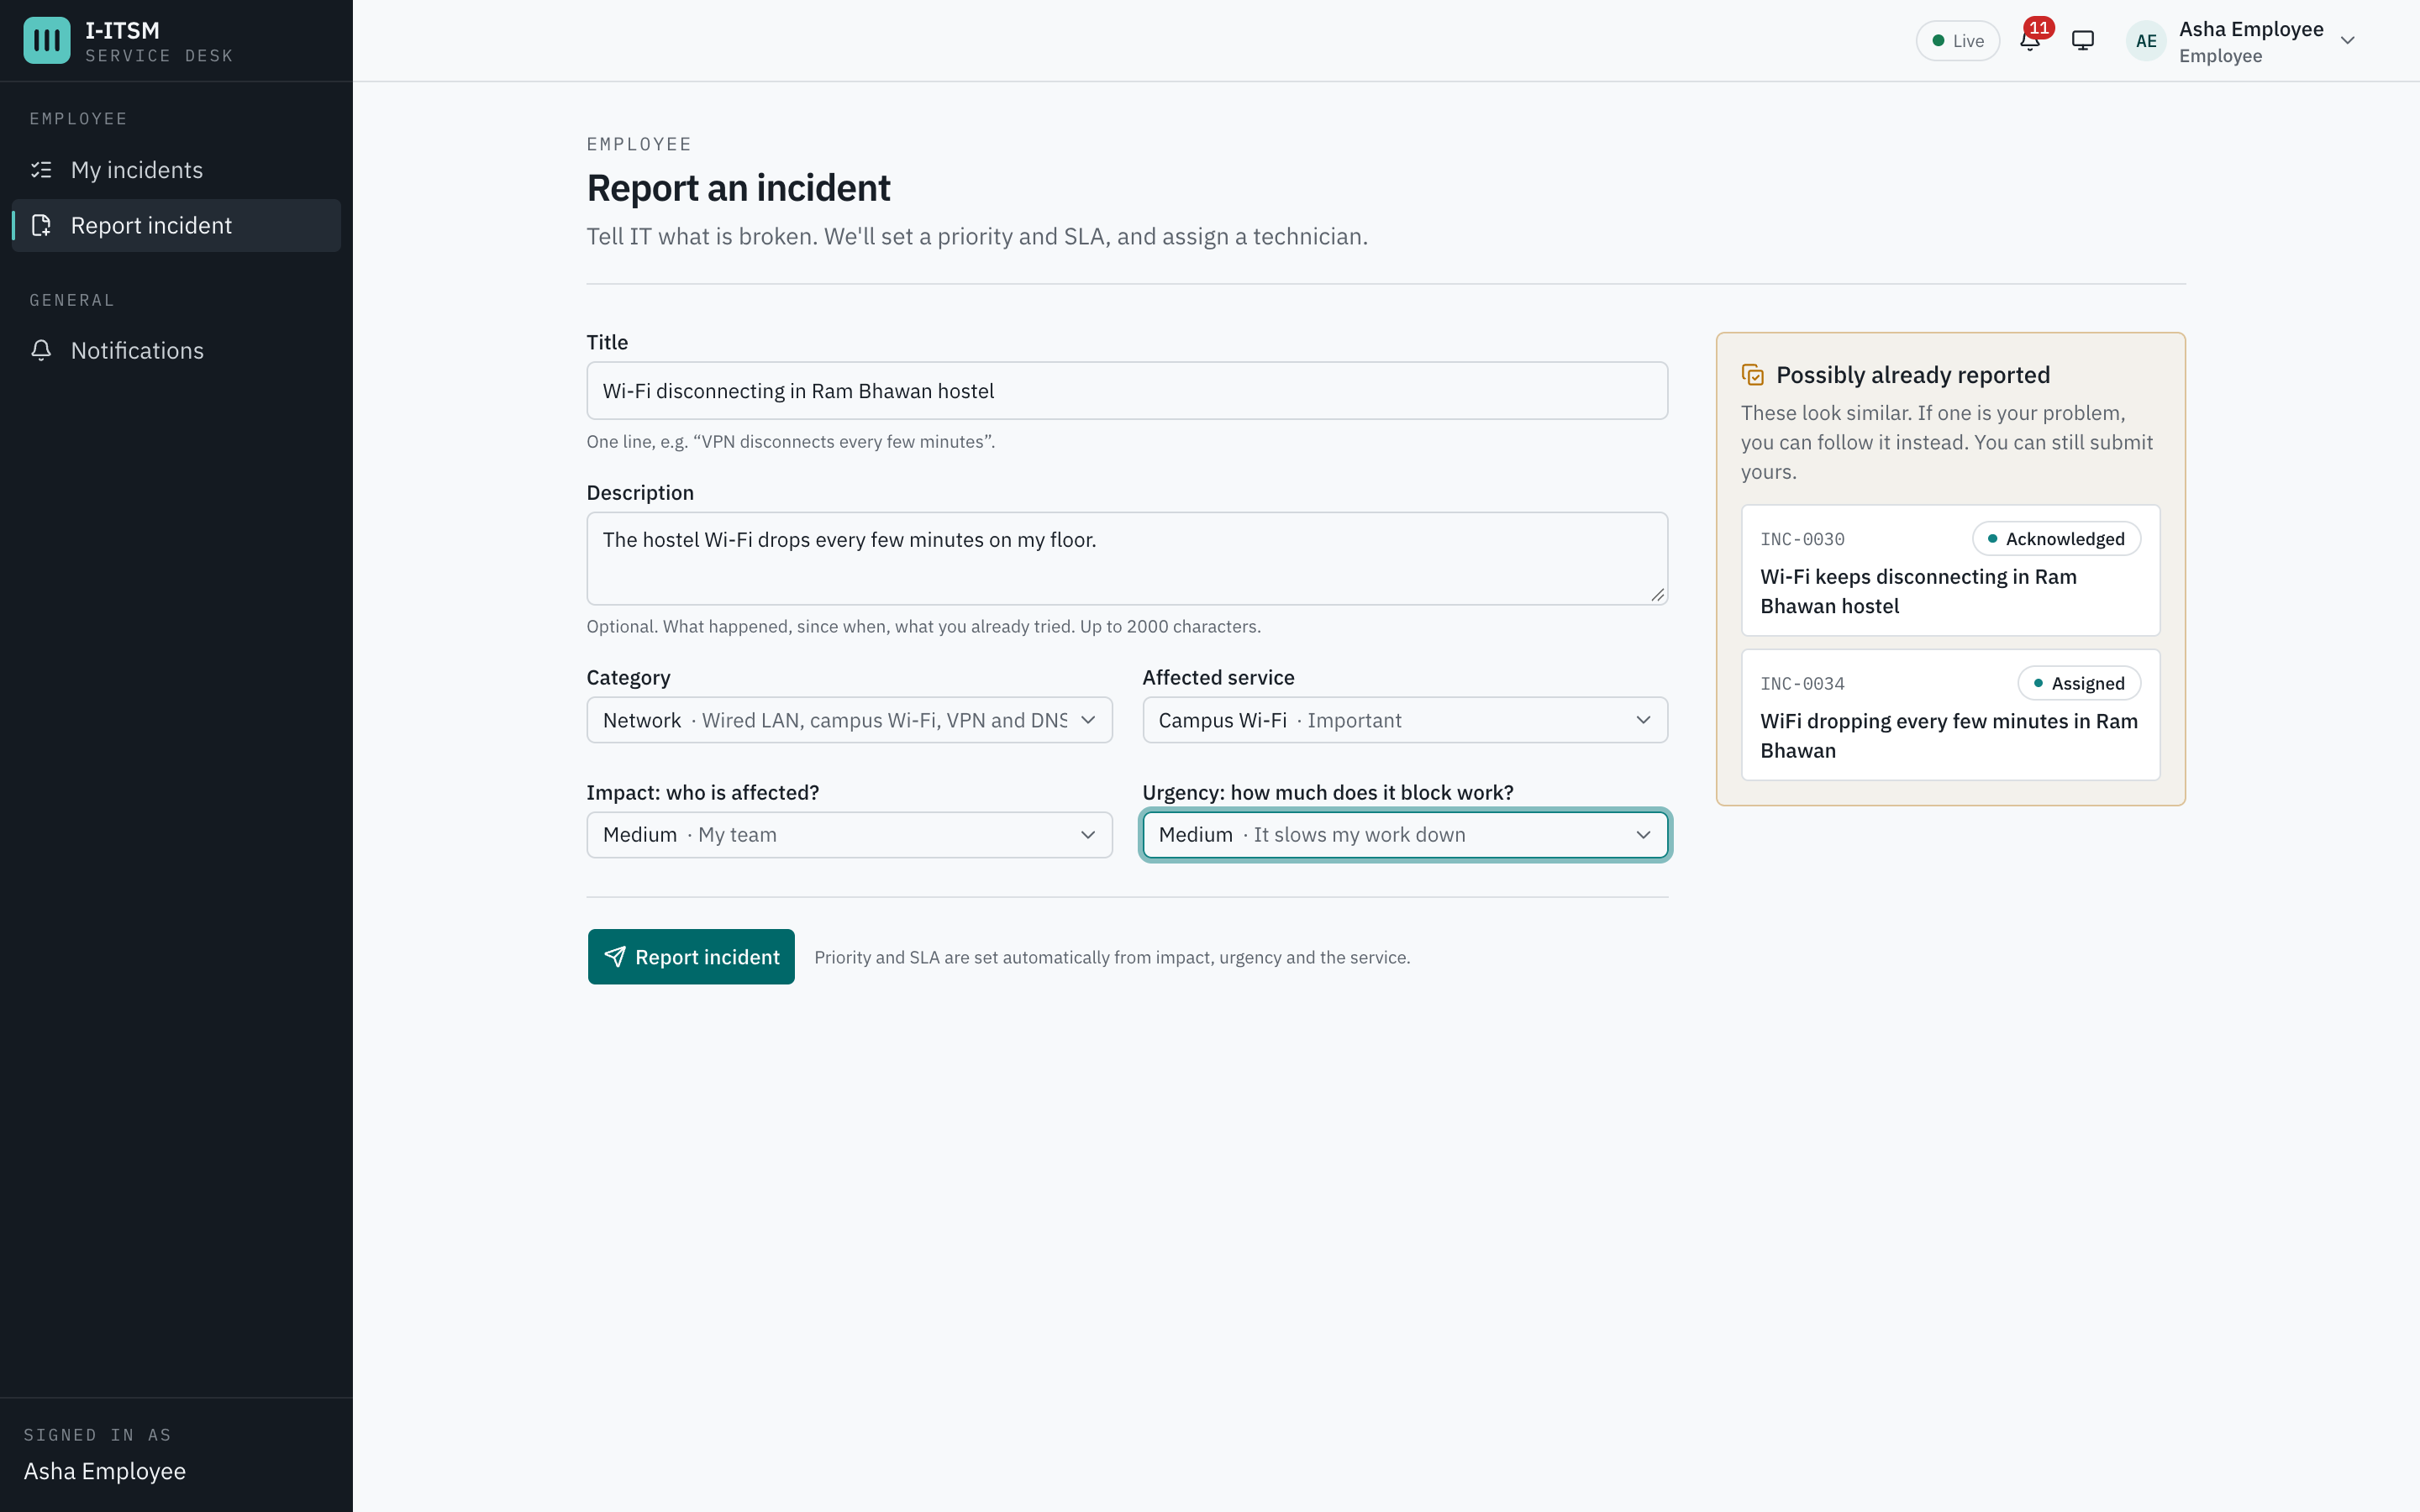 I-ITSM
SERVICE DESK
EMPLOYEE
My incidents
Report incident
GENERAL
Notifications
SIGNED IN AS
Asha Employee
Live
11
AE
Asha Employee
Employee
EMPLOYEE
Report an incident
Tell IT what is broken. We'll set a priority and SLA, and assign a technician.
Title
Wi-Fi disconnecting in Ram Bhawan hostel
One line, e.g. “VPN disconnects every few minutes”.
Description
The hostel Wi-Fi drops every few minutes on my floor.
Optional. What happened, since when, what you already tried. Up to 2000 characters.
Category
Network · Wired LAN, campus Wi-Fi, VPN and DNS
Affected service
Campus Wi-Fi · Important
Impact: who is affected?
Medium · My team
Urgency: how much does it block work?
Medium · It slows my work down
Report incident
Priority and SLA are set automatically from impact, urgency and the service.
Possibly already reported
These look similar. If one is your problem,
you can follow it instead. You can still submit
yours.
INC-0030
Acknowledged
Wi-Fi keeps disconnecting in Ram
Bhawan hostel
INC-0034
Assigned
WiFi dropping every few minutes in Ram
Bhawan